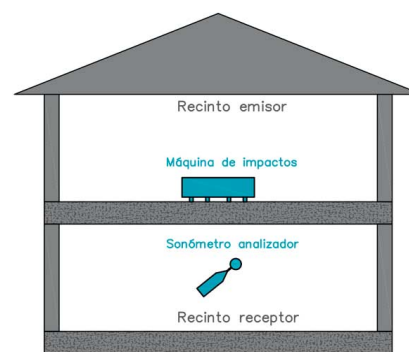 Recinto emisor
Máquina de impactos
Sonómetro analizador
Recinto receptor